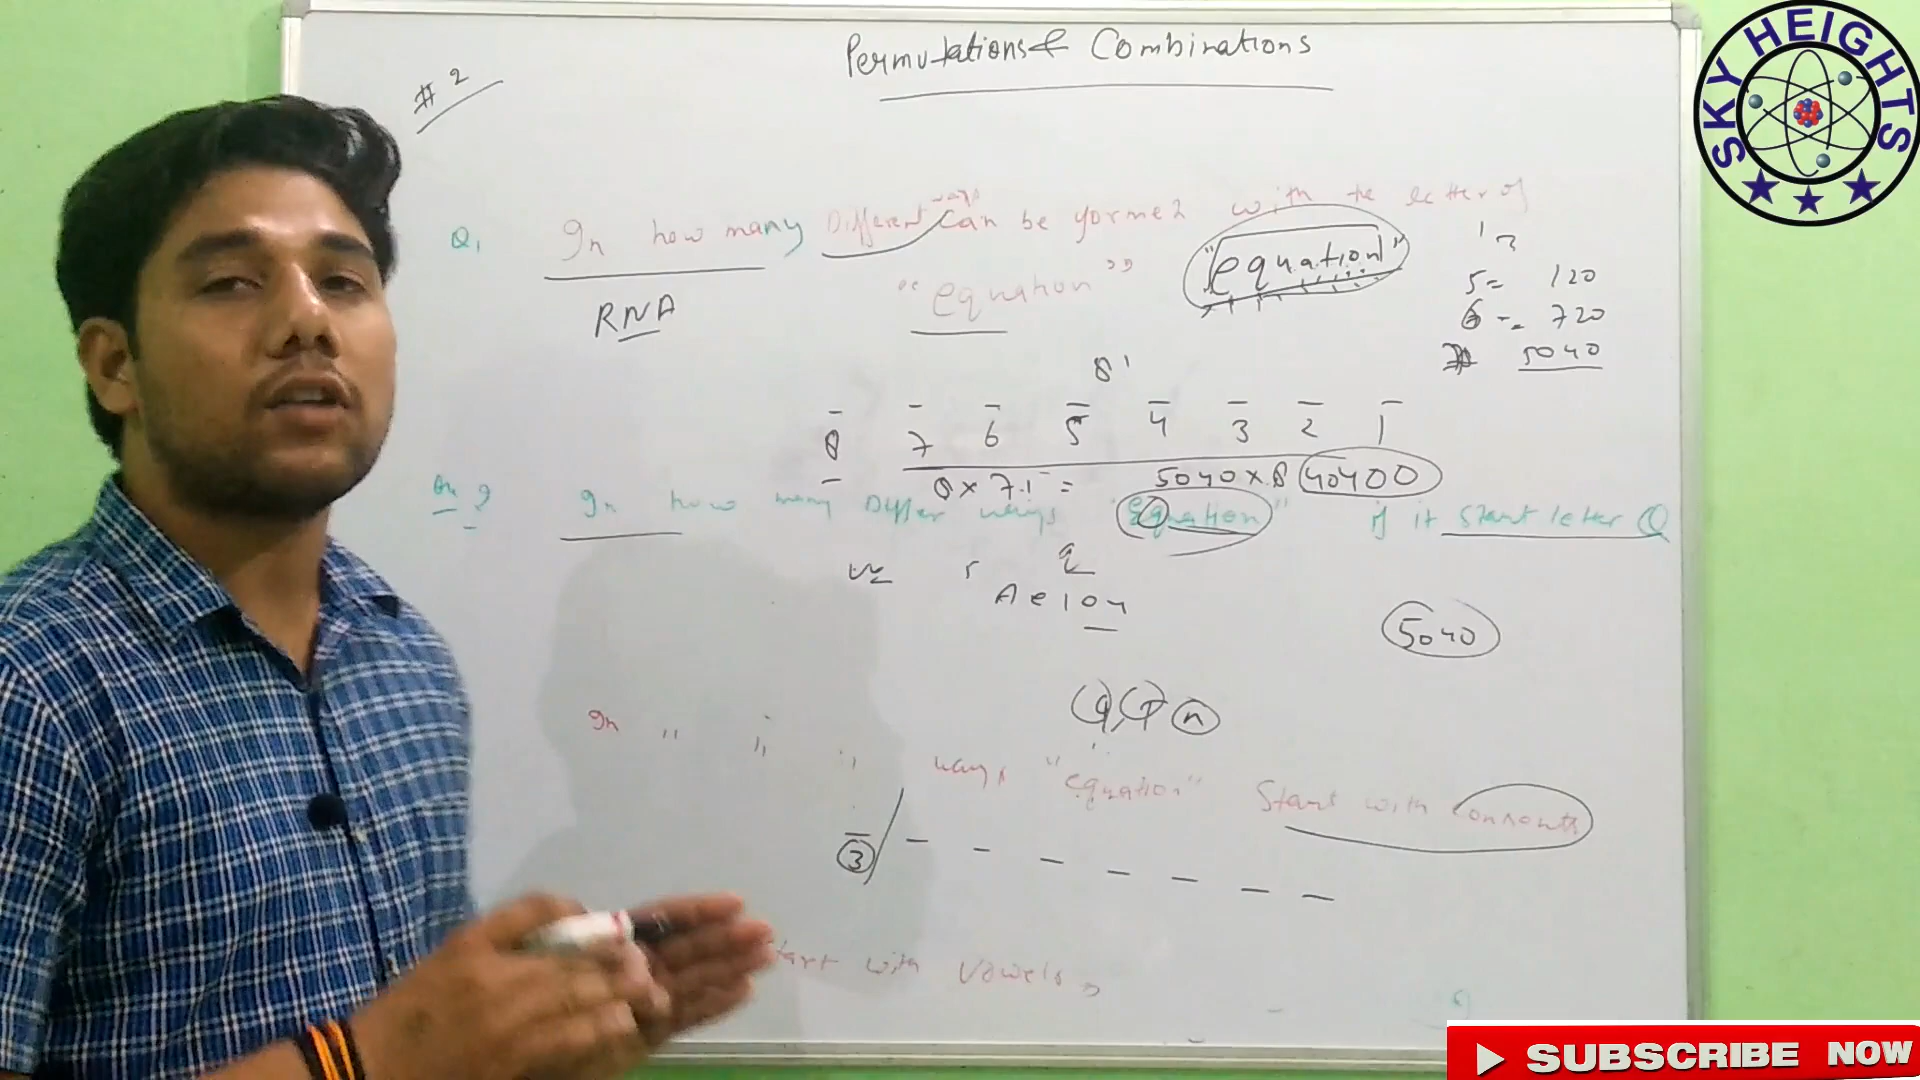 Permutations & Combinations
# 2
Q1 In how many Different ways can be formed with the letter of
"equation" "equation"
RNA
5 = 120
6 = 720
5040
8!
8 7 6 5 4 3 2 1
8 × 7! = 5040 × 8 40400
In how many Differ ways "Equation" if it start letter Q
q
A e i o u
5040
q, T n
In " " " ways "equation" Start with consonants
3
start with vowels
SKY HEIGHTS
SUBSCRIBE NOW